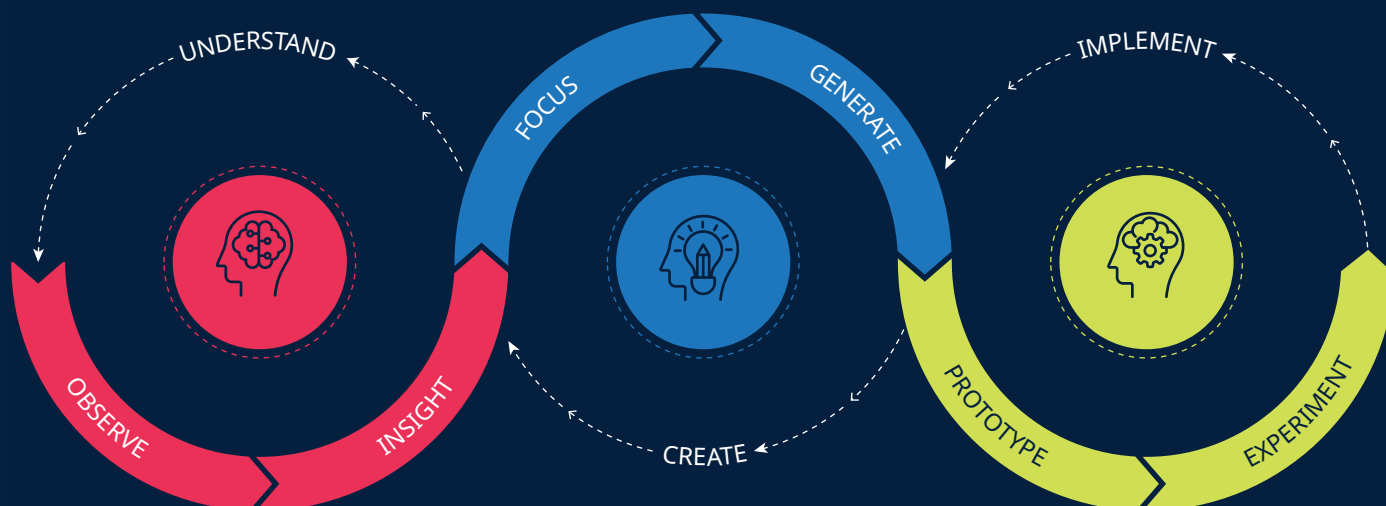 UNDERSTAND
OBSERVE
INSIGHT
FOCUS
GENERATE
CREATE
IMPLEMENT
PROTOTYPE
EXPERIMENT